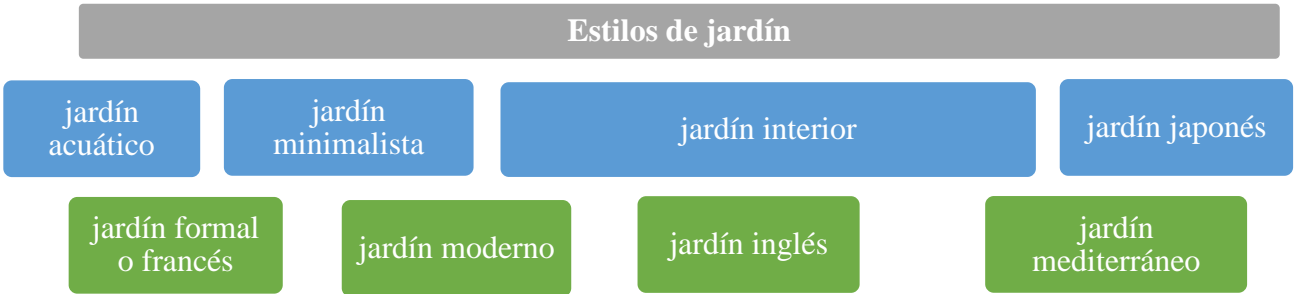 Estilos de jardín
jardín
acuático
jardín
minimalista
jardín interior
jardín japonés
jardín formal
o francés
jardín moderno
jardín inglés
jardín
mediterráneo